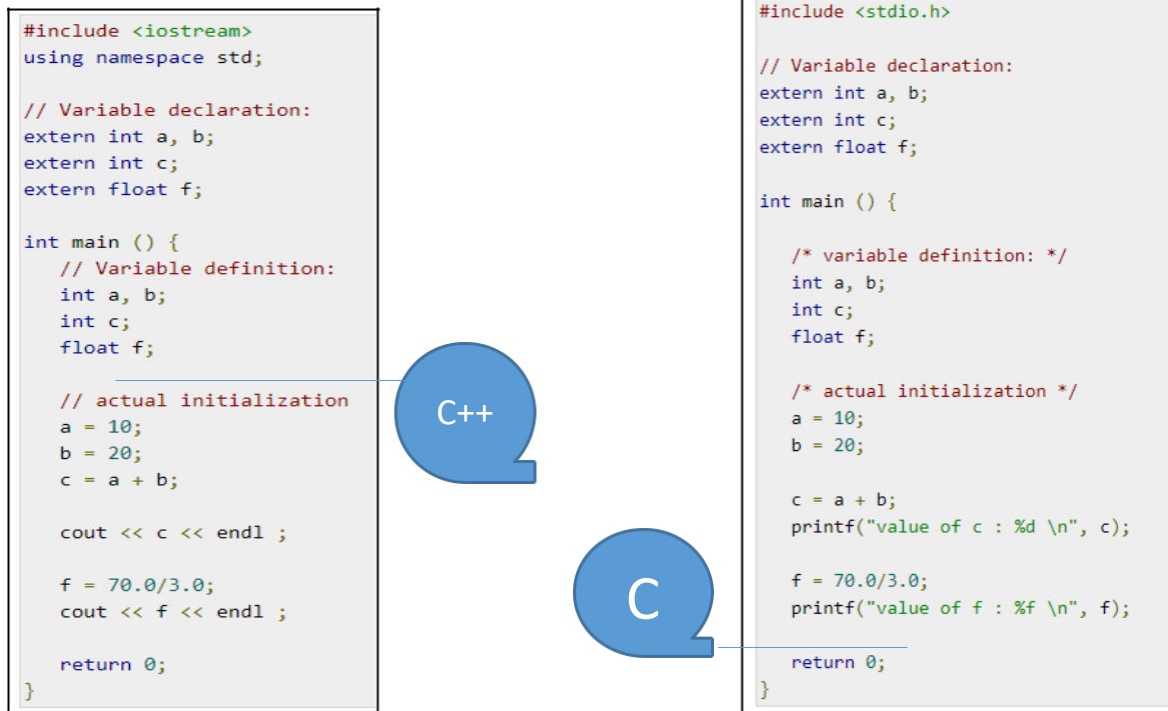 #include <iostream>
using namespace std;

// Variable declaration:
extern int a, b;
extern int c;
extern float f;

int main () {
   // Variable definition:
   int a, b;
   int c;
   float f;

   // actual initialization
   a = 10;
   b = 20;
   c = a + b;

   cout << c << endl ;

   f = 70.0/3.0;
   cout << f << endl ;

   return 0;
}
C++
C
#include <stdio.h>

// Variable declaration:
extern int a, b;
extern int c;
extern float f;

int main () {

   /* variable definition: */
   int a, b;
   int c;
   float f;

   /* actual initialization */
   a = 10;
   b = 20;

   c = a + b;
   printf("value of c : %d \n", c);

   f = 70.0/3.0;
   printf("value of f : %f \n", f);

   return 0;
}